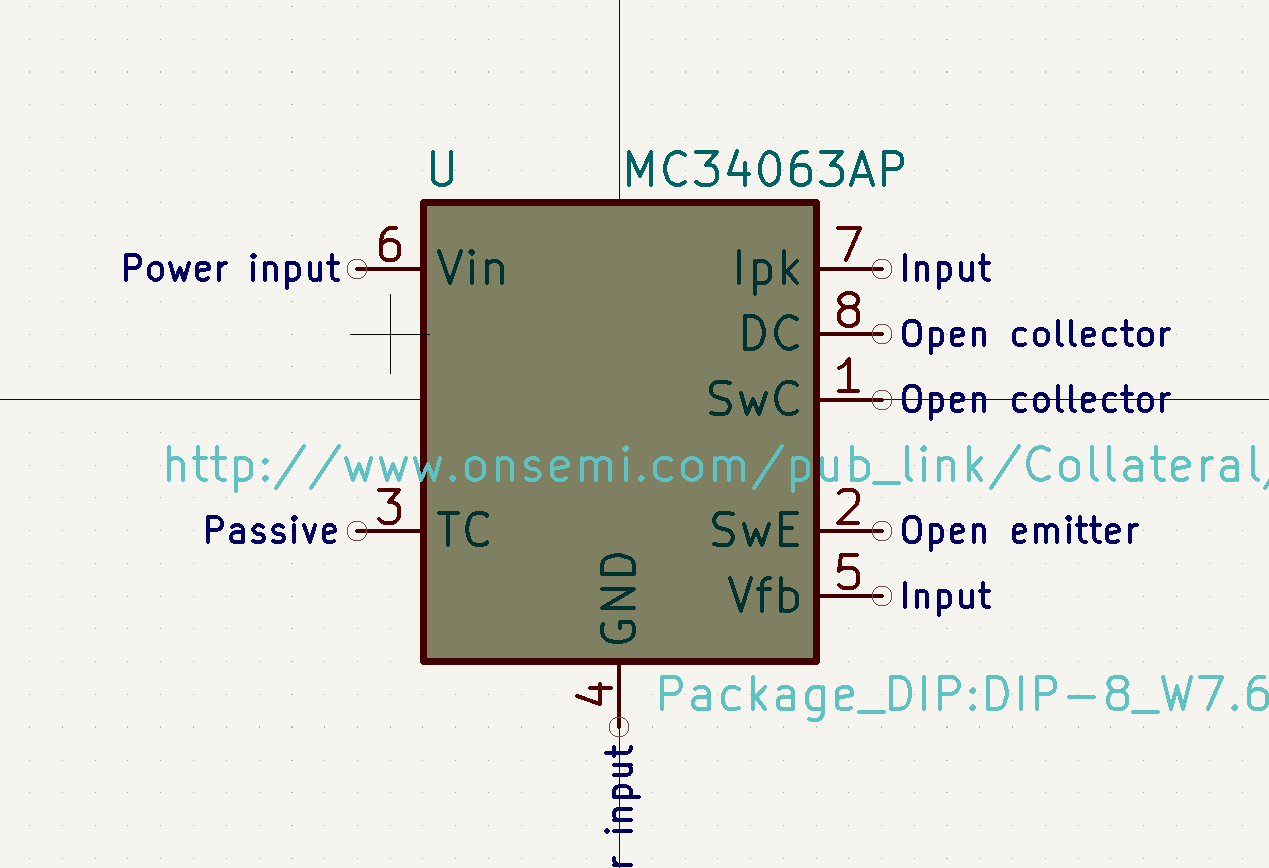 U MC34063AP
Power input 6 Vin Ipk 7 Input
DC 8 Open collector
SwC 1 Open collector
http://www.onsemi.com/pub_link/Collateral/
Passive 3 TC SwE 2 Open emitter
Vfb 5 Input
GND
4
Package_DIP:DIP-8_W7.6
r input